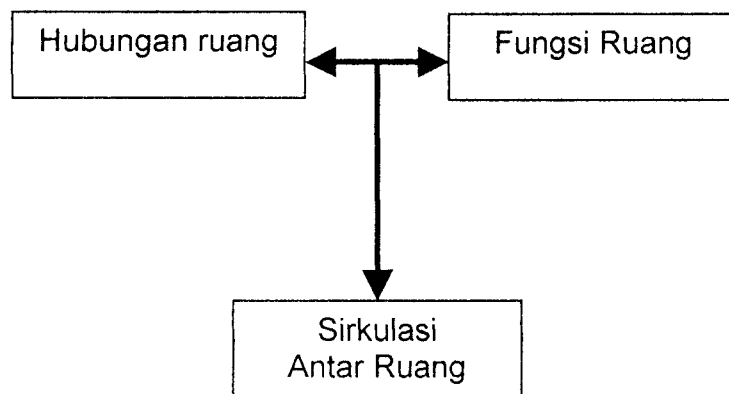 Hubungan ruang
Fungsi Ruang
Sirkulasi
Antar Ruang